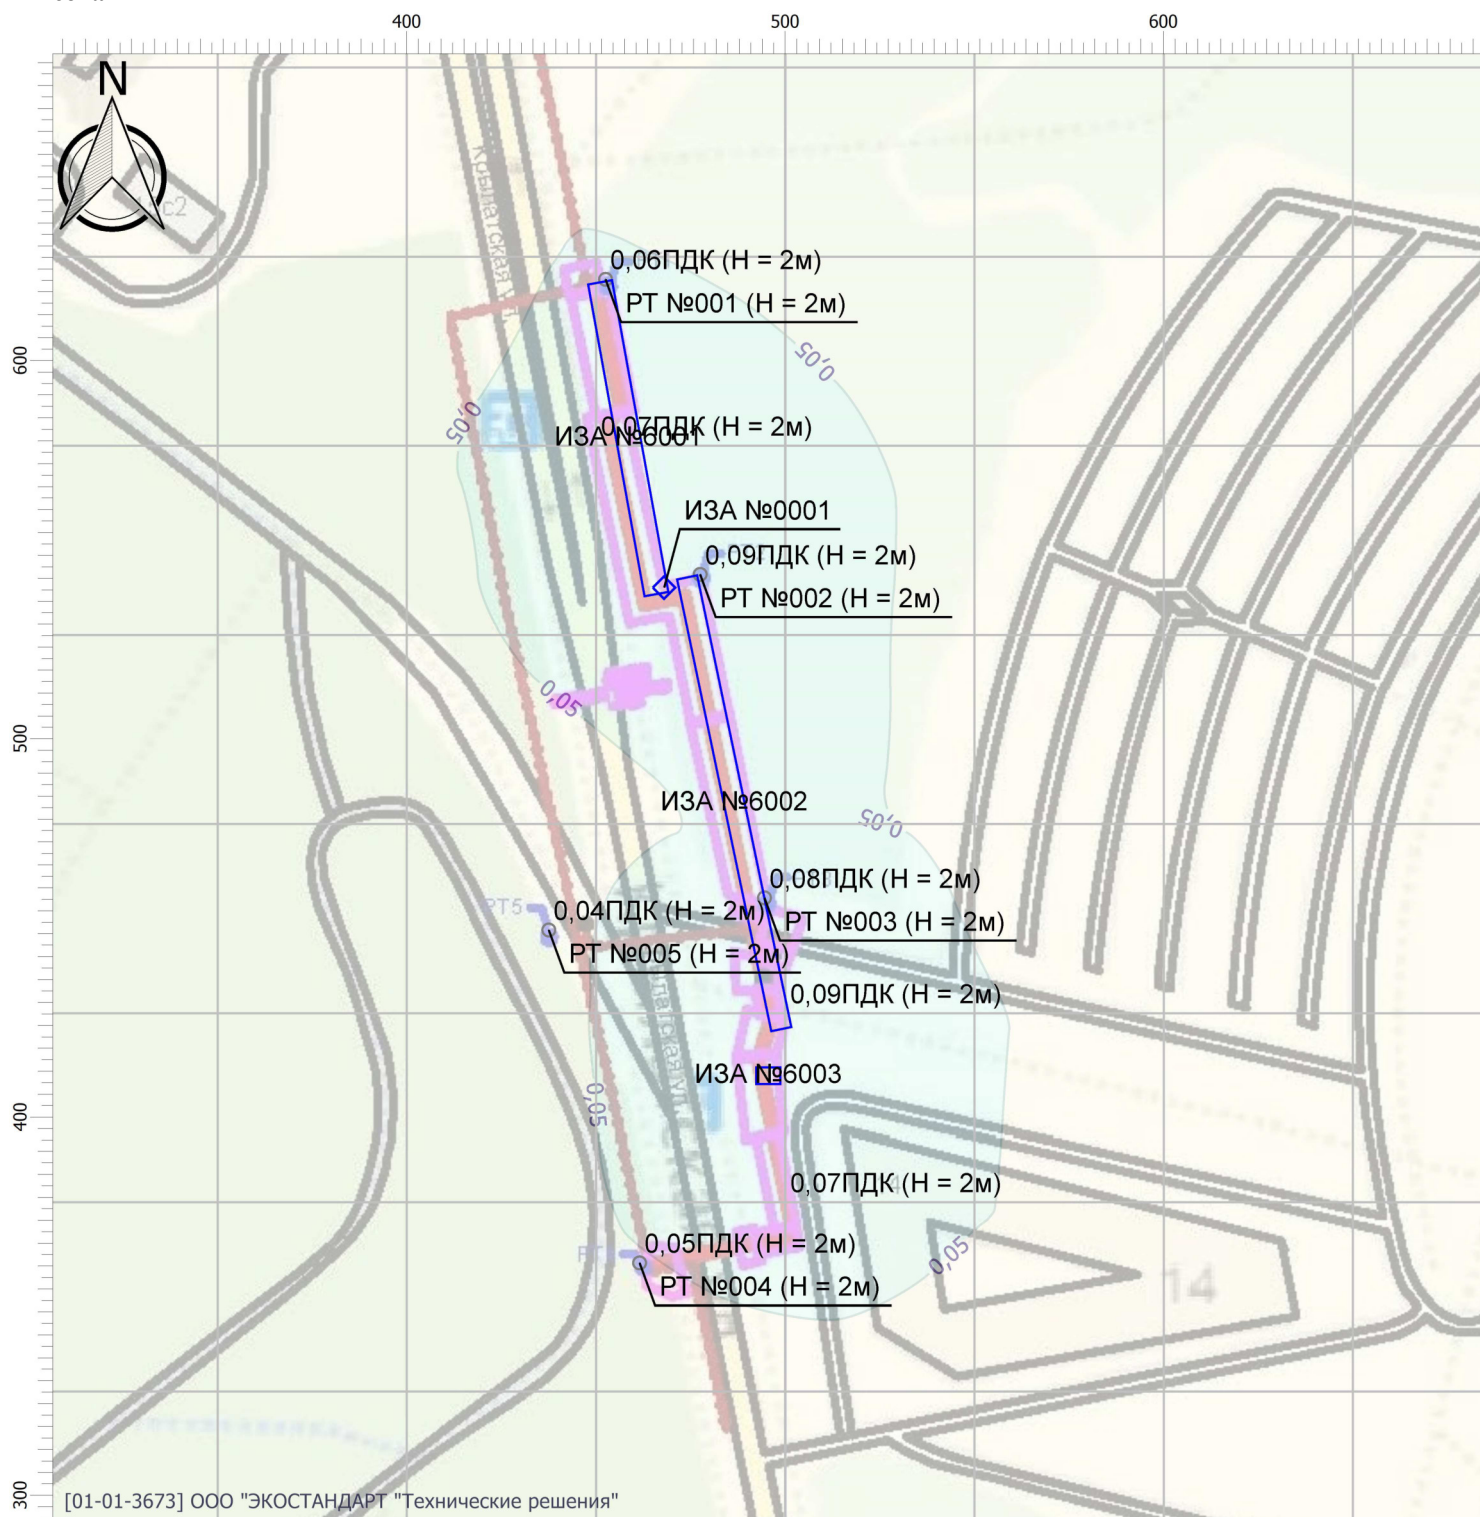 400
500
600
N
с2
Крылатская ул.
0,06ПДК (Н = 2м)
РТ №001 (Н = 2м)
600
0,05
0,05
0,07ПДК (Н = 2м)
ИЗА №6001
ИЗА №0001
0,09ПДК (Н = 2м)
РТ №002 (Н = 2м)
0,05
500
ИЗА №6002
0,05
0,08ПДК (Н = 2м)
РТ №003 (Н = 2м)
РТ5
0,04ПДК (Н = 2м)
РТ №005 (Н = 2м)
0,09ПДК (Н = 2м)
ИЗА №6003
0,05
400
0,07ПДК (Н = 2м)
0,05ПДК (Н = 2м)
0,05
РТ №004 (Н = 2м)
14
300
[01-01-3673] ООО "ЭКОСТАНДАРТ "Технические решения"